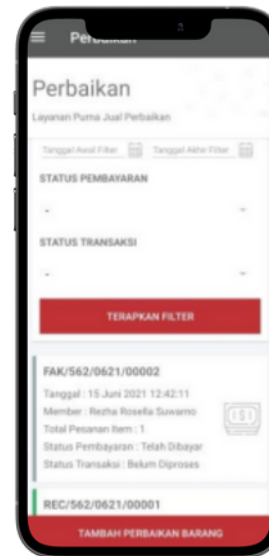 Perbaikan
Perbaikan
Layanan Purna Jual Perbaikan
Tanggal Awal Filter Tanggal Akhir Filter
STATUS PEMBAYARAN
-
STATUS TRANSAKSI
-
TERAPKAN FILTER
FAK/562/0621/00002
Tanggal : 15 Juni 2021 12:42:11
Member : Rezha Rosella Suwarno
Total Pesanan Item : 1
Status Pembayaran : Telah Dibayar
Status Transaksi : Belum Diproses
REC/562/0621/00001
TAMBAH PERBAIKAN BARANG